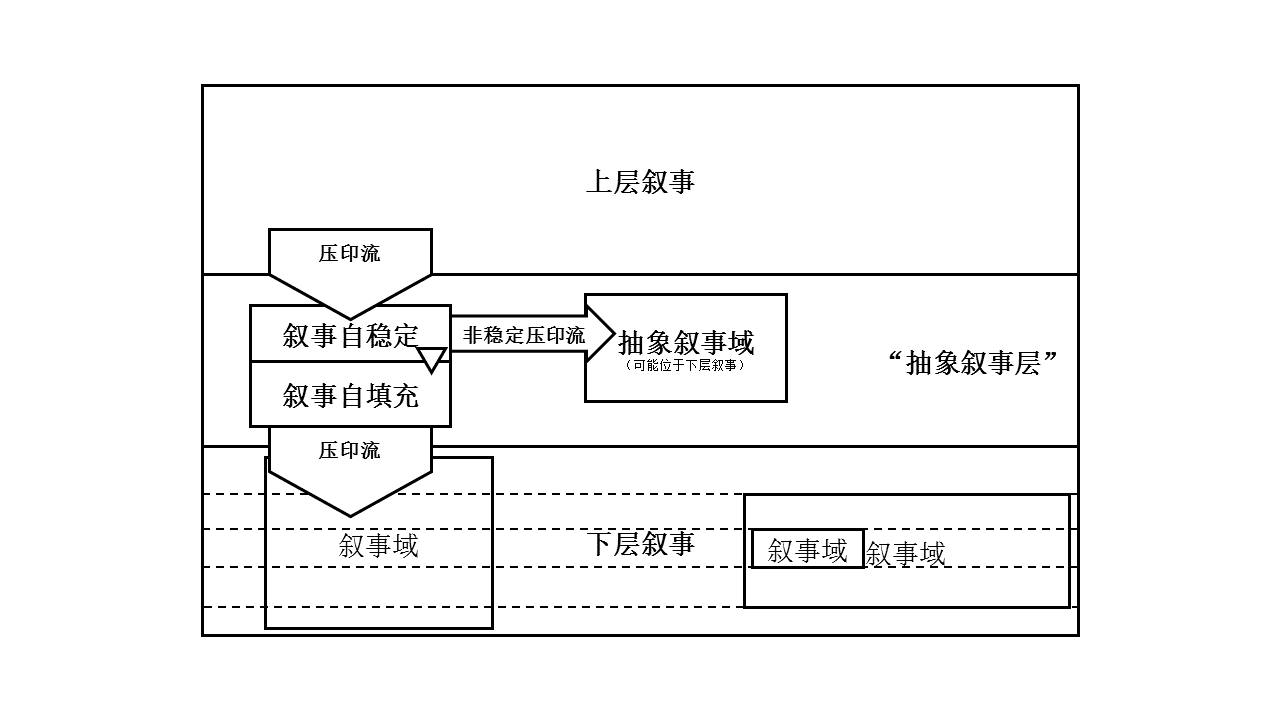 上层叙事
压印流
叙事自稳定
非稳定压印流
抽象叙事域
（可能位于下层叙事）
“抽象叙事层”
叙事自填充
压印流
叙事域
下层叙事
叙事域
叙事域